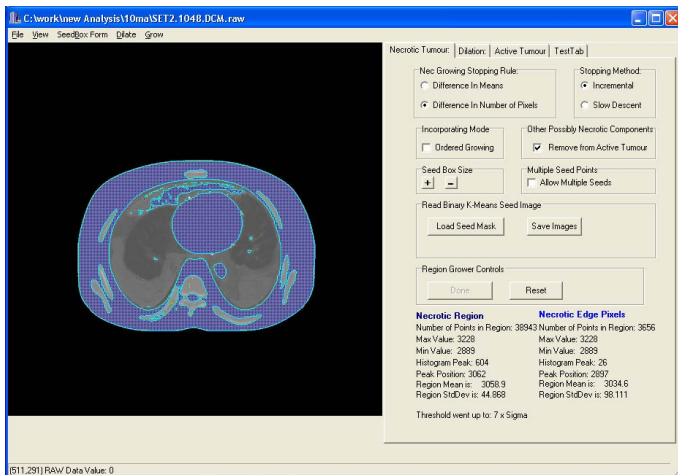 C:\work\new Analysis\10ma\SET2.1048.DCM.raw
File View SeedBox Form Dilate Grow
Necrotic Tumour: Dilation: Active Tumour TestTab
Nec Growing Stopping Rule:
Difference In Means
Difference In Number of Pixels
Stopping Method:
Incremental
Slow Descent
Incorporating Mode
Ordered Growing
Other Possibly Necrotic Components
Remove from Active Tumour
Seed Box Size
+ -
Multiple Seed Points
Allow Multiple Seeds
Read Binary K-Means Seed Image
Load Seed Mask Save Images
Region Grower Controls
Done Reset
Necrotic Region
Number of Points in Region: 38943
Max Value: 3228
Min Value: 2889
Histogram Peak: 604
Peak Position: 3062
Region Mean is: 3058.9
Region StdDev is: 44.868
Necrotic Edge Pixels
Number of Points in Region: 3656
Max Value: 3228
Min Value: 2889
Histogram Peak: 26
Peak Position: 2897
Region Mean is: 3034.6
Region StdDev is: 98.111
Threshold went up to: 7 x Sigma
(511,291) RAW Data Value: 0